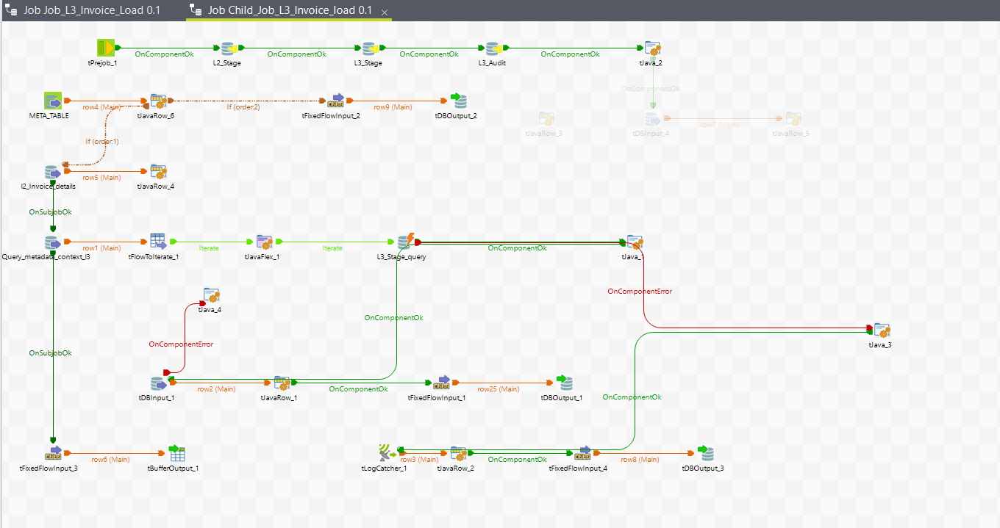 Job Job_L3_Invoice_Load 0.1
Job Child_Job_L3_Invoice_load 0.1
OnComponentOk
OnComponentOk
OnComponentOk
OnComponentOk
tPrejob_1
L2_Stage
L3_Stage
L3_Audit
tJava_2
OnComponentOk
row4 (Main)
If (order:2)
row9 (Main)
META_TABLE
tJavaRow_6
tFixedFlowInput_2
tDBOutput_2
row7 (Main)
tJavaRow_3
tDBInput_4
tJavaRow_5
If (order:1)
row5 (Main)
l2_Invoice_details
tJavaRow_4
OnSubjobOk
row1 (Main)
Iterate
Iterate
OnComponentOk
Query_metadata_context_l3
tFlowToIterate_1
tJavaFlex_1
L3_Stage_query
tJava_1
OnComponentError
tJava_4
OnComponentOk
OnComponentError
tJava_3
OnSubjobOk
row2 (Main)
OnComponentOk
row25 (Main)
tDBInput_1
tJavaRow_1
tFixedFlowInput_1
tDBOutput_1
OnComponentOk
row6 (Main)
row3 (Main)
OnComponentOk
row8 (Main)
tFixedFlowInput_3
tBufferOutput_1
tLogCatcher_1
tJavaRow_2
tFixedFlowInput_4
tDBOutput_3